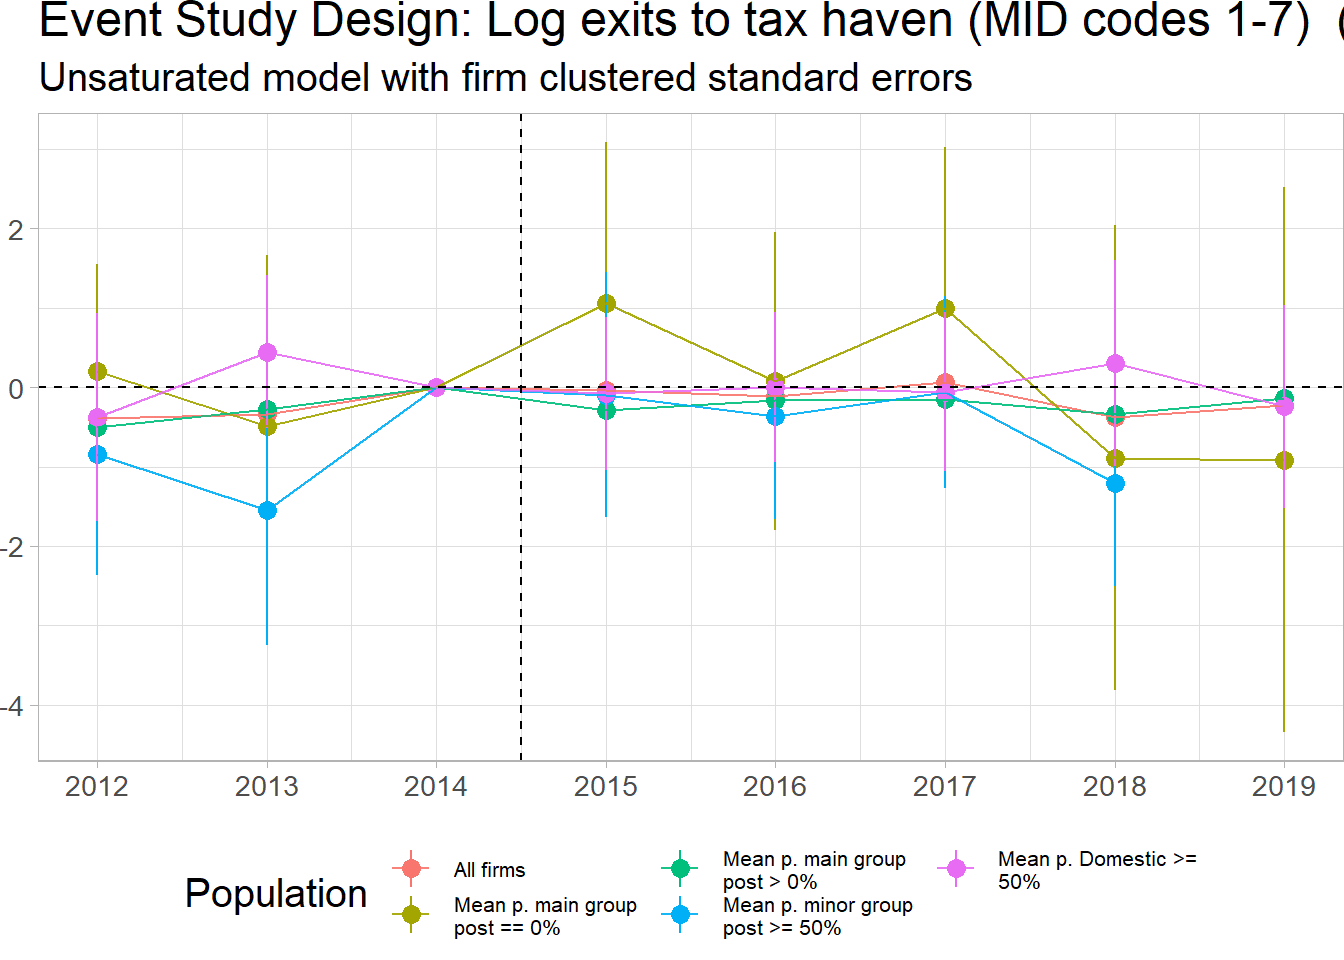 Event Study Design: Log exits to tax haven (MID codes 1-7) (
Unsaturated model with firm clustered standard errors
2
0
-2
-4
2012 2013 2014 2015 2016 2017 2018 2019
Population
All firms
Mean p. main group
post == 0%
Mean p. main group
post > 0%
Mean p. minor group
post >= 50%
Mean p. Domestic >=
50%